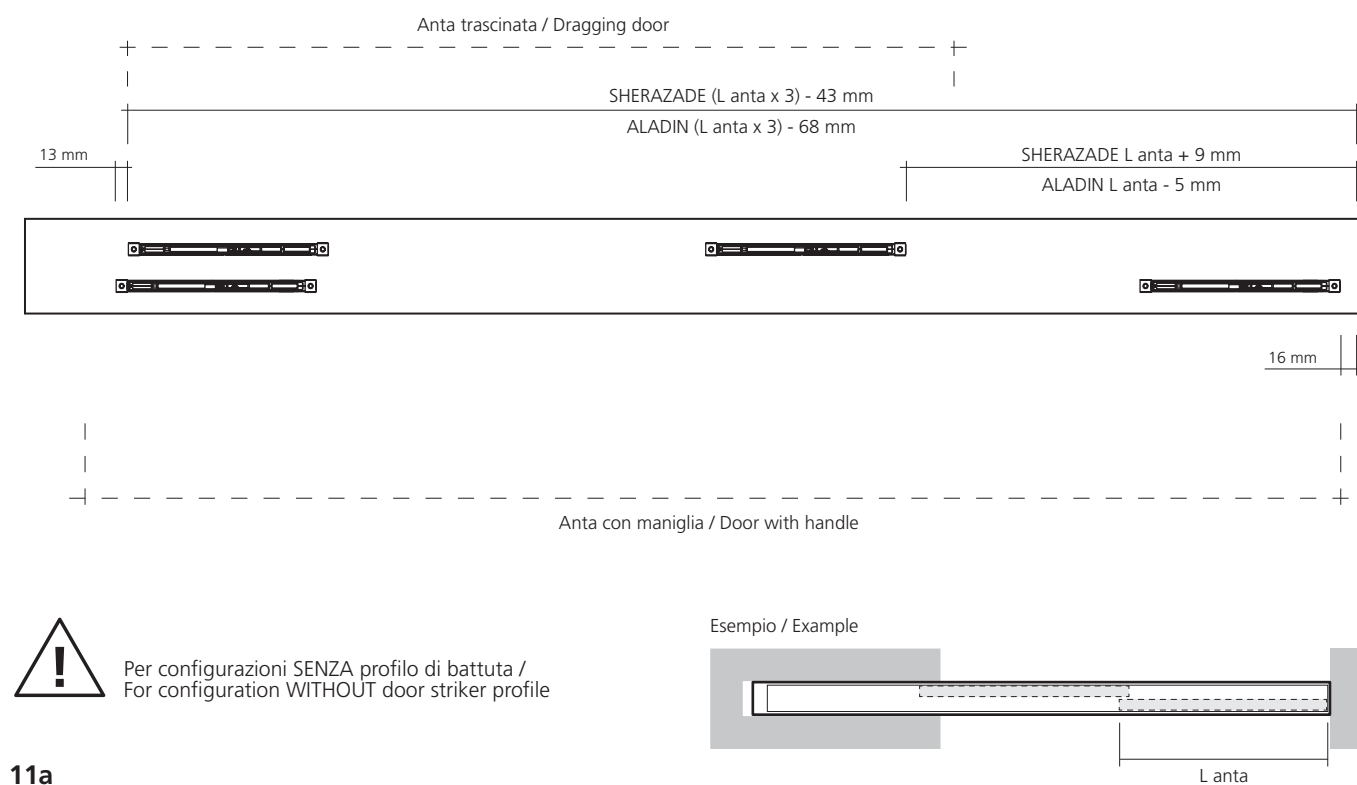 Anta trascinata / Dragging door
SHERAZADE (L anta x 3) - 43 mm
ALADIN (L anta x 3) - 68 mm
13 mm
SHERAZADE L anta + 9 mm
ALADIN L anta - 5 mm
16 mm
Anta con maniglia / Door with handle
!
Per configurazioni SENZA profilo di battuta /
For configuration WITHOUT door striker profile
Esempio / Example
L anta
11a